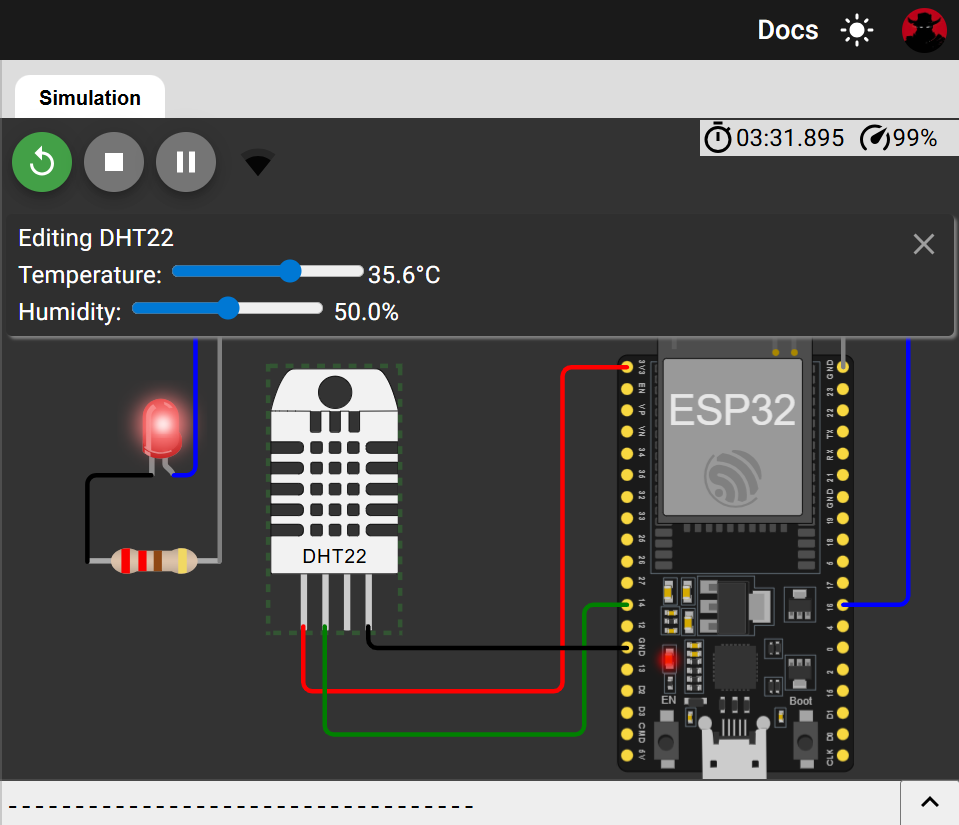 Docs
Simulation
03:31.895 99%
Editing DHT22
Temperature: 35.6°C
Humidity: 50.0%
ESP32
DHT22
3V3
EN
VP
VN
34
35
32
33
25
26
27
14
12
GND
13
D2
D3
CMD
5V
GND
23
22
TX
RX
21
GND
19
18
5
17
16
4
0
2
15
D1
D0
CLK
EN
Boot
----------------------------------